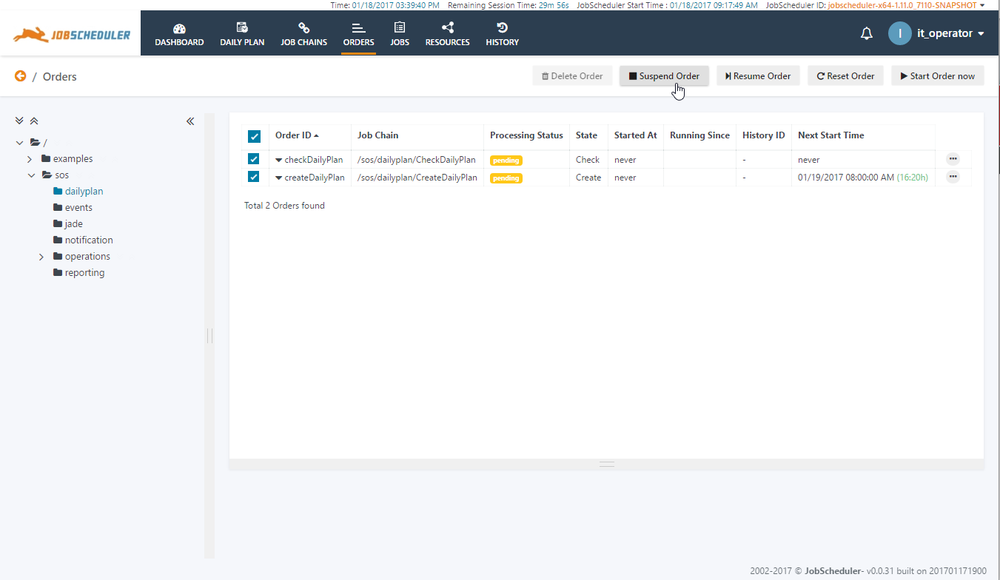 Time: 01/18/2017 03:39:40 PM Remaining Session Time: 29m 56s JobScheduler Start Time : 01/18/2017 09:17:49 AM JobScheduler ID: jobscheduler-x64-1.11.0_7110-SNAPSHOT
JOBSCHEDULER
DASHBOARD DAILY PLAN JOB CHAINS ORDERS JOBS RESOURCES HISTORY
I it_operator
/ Orders
Delete Order Suspend Order Resume Order Reset Order Start Order now
/
examples
sos
dailyplan
events
jade
notification
operations
reporting
Order ID Job Chain Processing Status State Started At Running Since History ID Next Start Time
checkDailyPlan /sos/dailyplan/CheckDailyPlan pending Check never - never
createDailyPlan /sos/dailyplan/CreateDailyPlan pending Create never - 01/19/2017 08:00:00 AM (16:20h)
Total 2 Orders found
2002-2017 © JobScheduler- v0.0.31 built on 201701171900